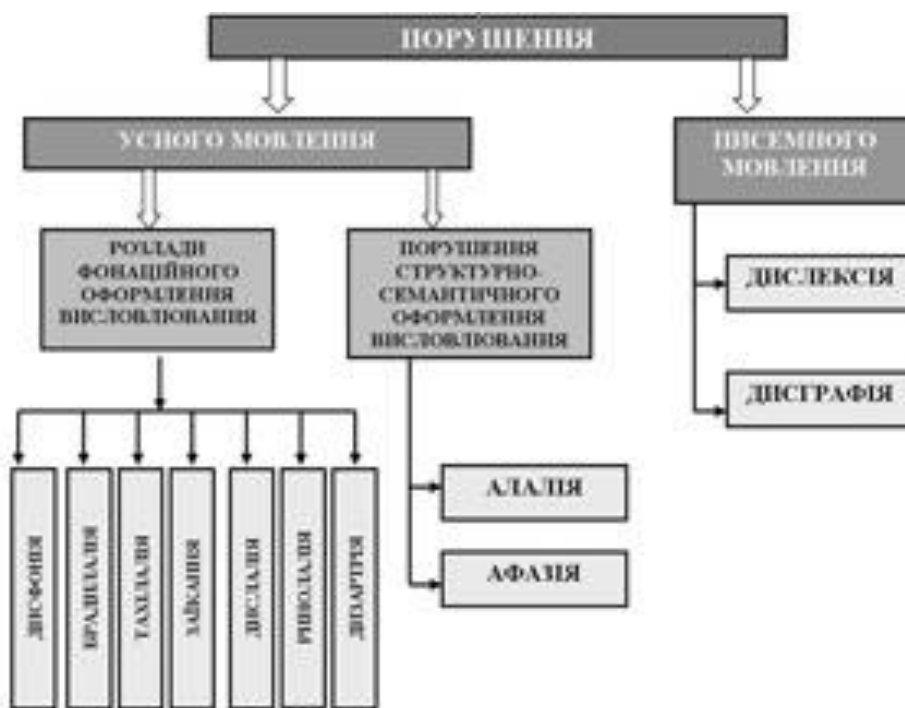 ПОРУШЕННЯ
УСНОГО МОВЛЕННЯ
ПИСЕМНОГО
МОВЛЕННЯ
РОЗЛАДИ
ФОНАЦІЙНОГО
ОФОРМЛЕННЯ
ВИСЛОВЛЮВАННЯ
ПОРУШЕННЯ
СТРУКТУРНО-
СЕМАНТИЧНОГО
ОФОРМЛЕННЯ
ВИСЛОВЛЮВАННЯ
ДИСЛЕКСІЯ
ДИСГРАФІЯ
АЛАЛІЯ
АФАЗІЯ
ДИСФОНІЯ
БРАДИЛАЛІЯ
ТАХІЛАЛІЯ
ЗАЇКАННЯ
ДИСЛАЛІЯ
РИНОЛАЛІЯ
ДИЗАРТРІЯ